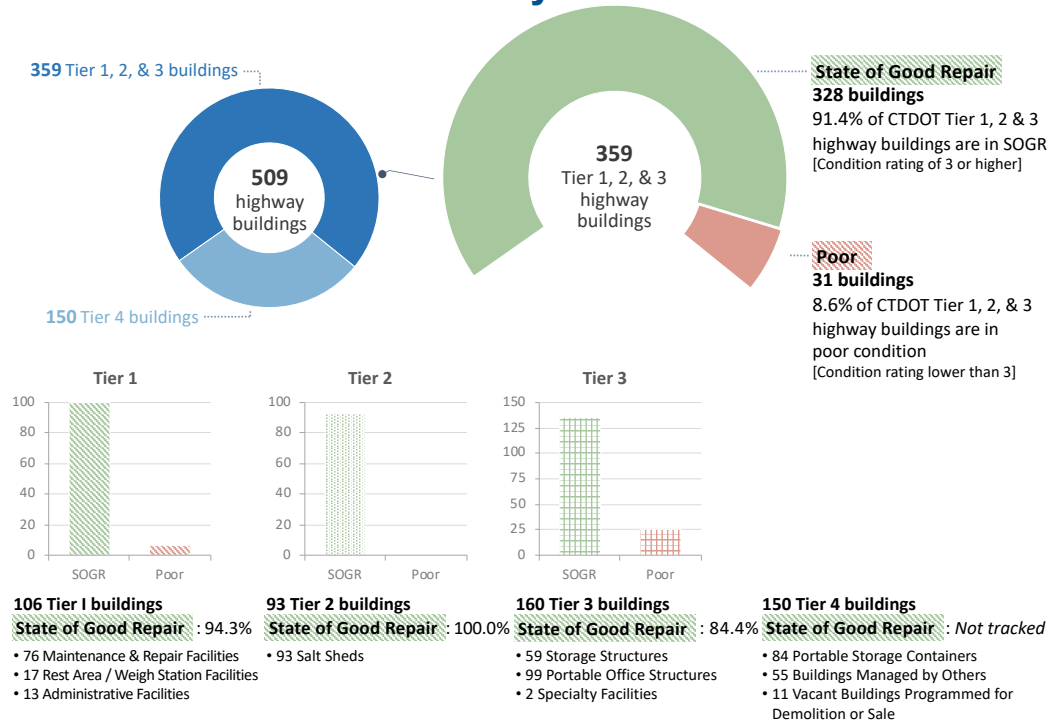 359 Tier 1, 2, & 3 buildings
509
highway
buildings
150 Tier 4 buildings
359
Tier 1, 2, & 3
highway
buildings
State of Good Repair
328 buildings
91.4% of CTDOT Tier 1, 2 & 3
highway buildings are in SOGR
[Condition rating of 3 or higher]
Poor
31 buildings
8.6% of CTDOT Tier 1, 2, & 3
highway buildings are in
poor condition
[Condition rating lower than 3]
Tier 1
100
80
60
40
20
0
SOGR Poor
Tier 2
100
80
60
40
20
0
SOGR Poor
Tier 3
150
125
100
75
50
25
0
SOGR Poor
106 Tier I buildings
State of Good Repair : 94.3%
• 76 Maintenance & Repair Facilities
• 17 Rest Area / Weigh Station Facilities
• 13 Administrative Facilities
93 Tier 2 buildings
State of Good Repair : 100.0%
• 93 Salt Sheds
160 Tier 3 buildings
State of Good Repair : 84.4%
• 59 Storage Structures
• 99 Portable Office Structures
• 2 Specialty Facilities
150 Tier 4 buildings
State of Good Repair : Not tracked
• 84 Portable Storage Containers
• 55 Buildings Managed by Others
• 11 Vacant Buildings Programmed for
Demolition or Sale